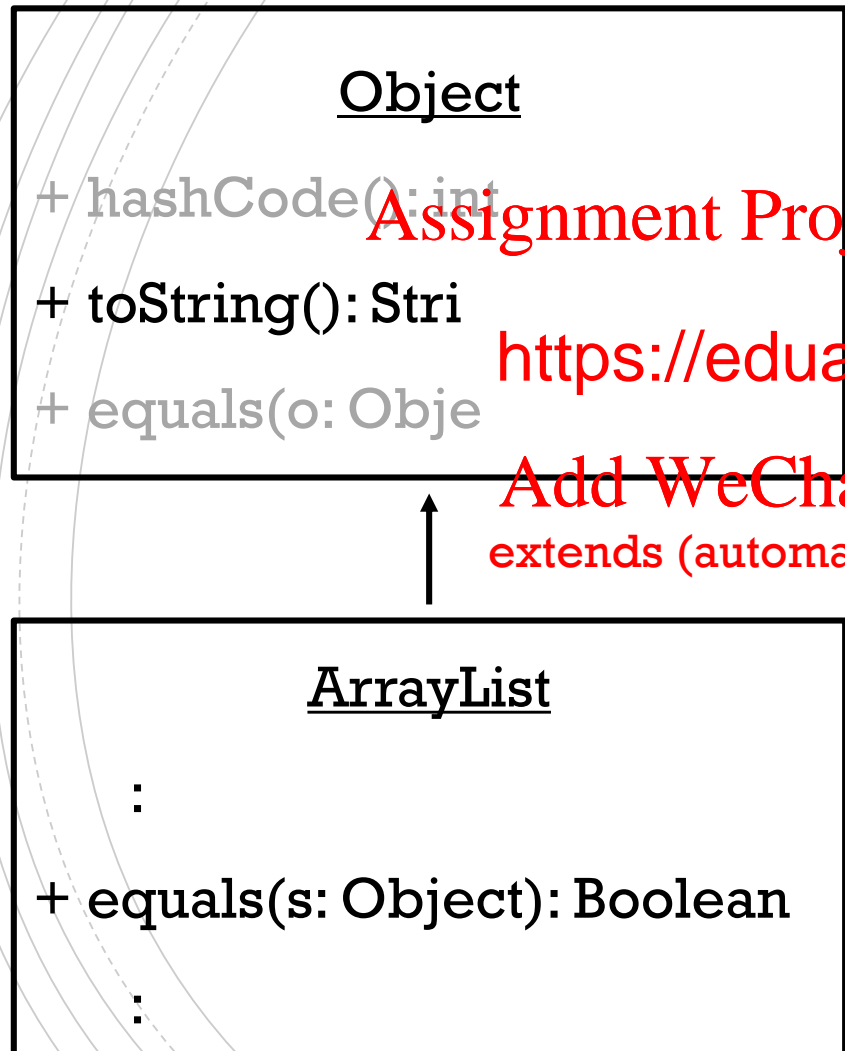 Object
+ hashCode(): int
Assignment Pro
+ toString(): Stri
https://edua
+ equals(o: Obje
Add WeCha
extends (automa
ArrayList
:
+ equals(s: Object): Boolean
: